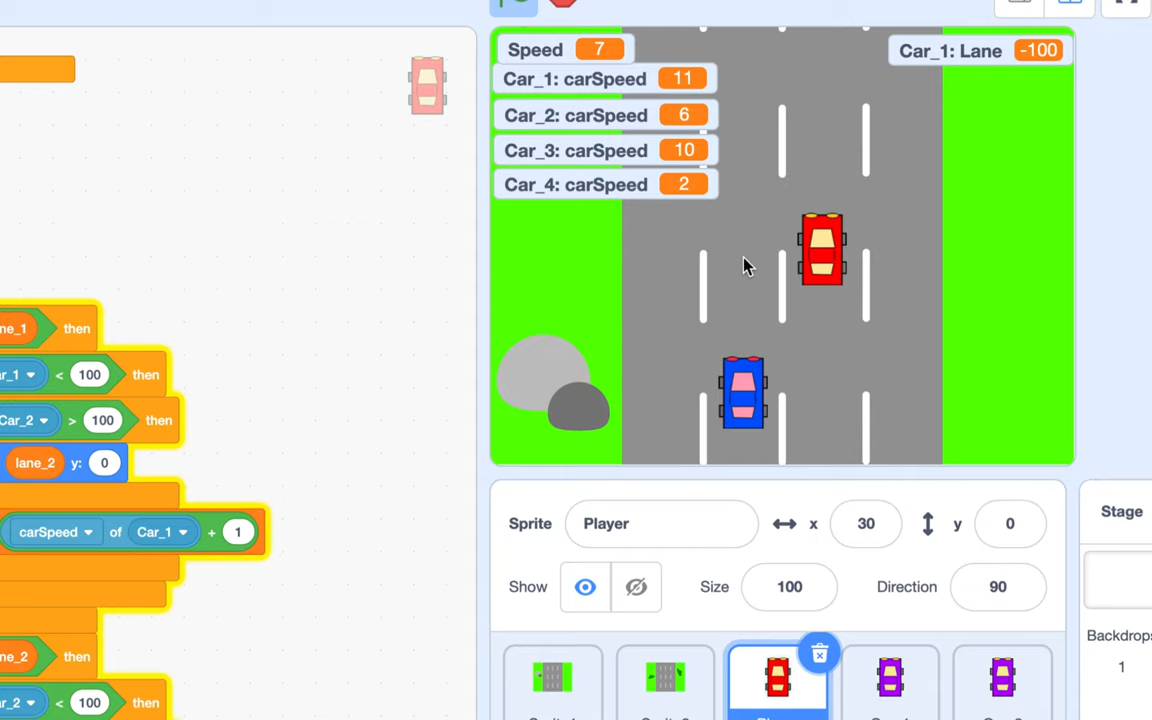 Speed 7
Car_1: Lane -100
Car_1: carSpeed 11
Car_2: carSpeed 6
Car_3: carSpeed 10
Car_4: carSpeed 2
then
< 100 then
Car_2 > 100 then
lane_2 y: 0
carSpeed of Car_1 + 1
then
< 100 then
Sprite Player x 30 y 0
Show Size 100 Direction 90
Stage
Backdrops
1